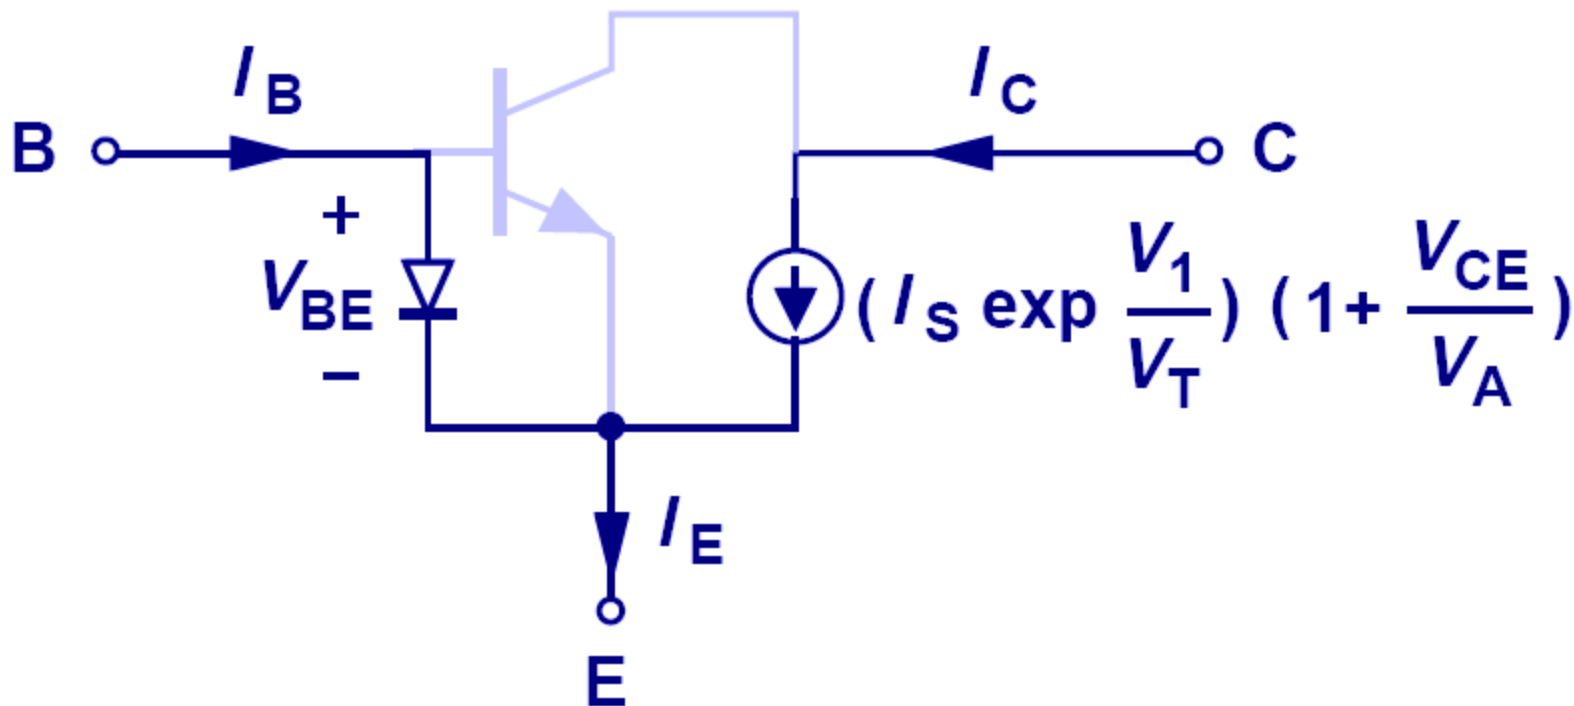 I_B
I_C
B
C
+
V_BE
−
(I_S exp V_1/V_T) (1+ V_CE/V_A)
I_E
E